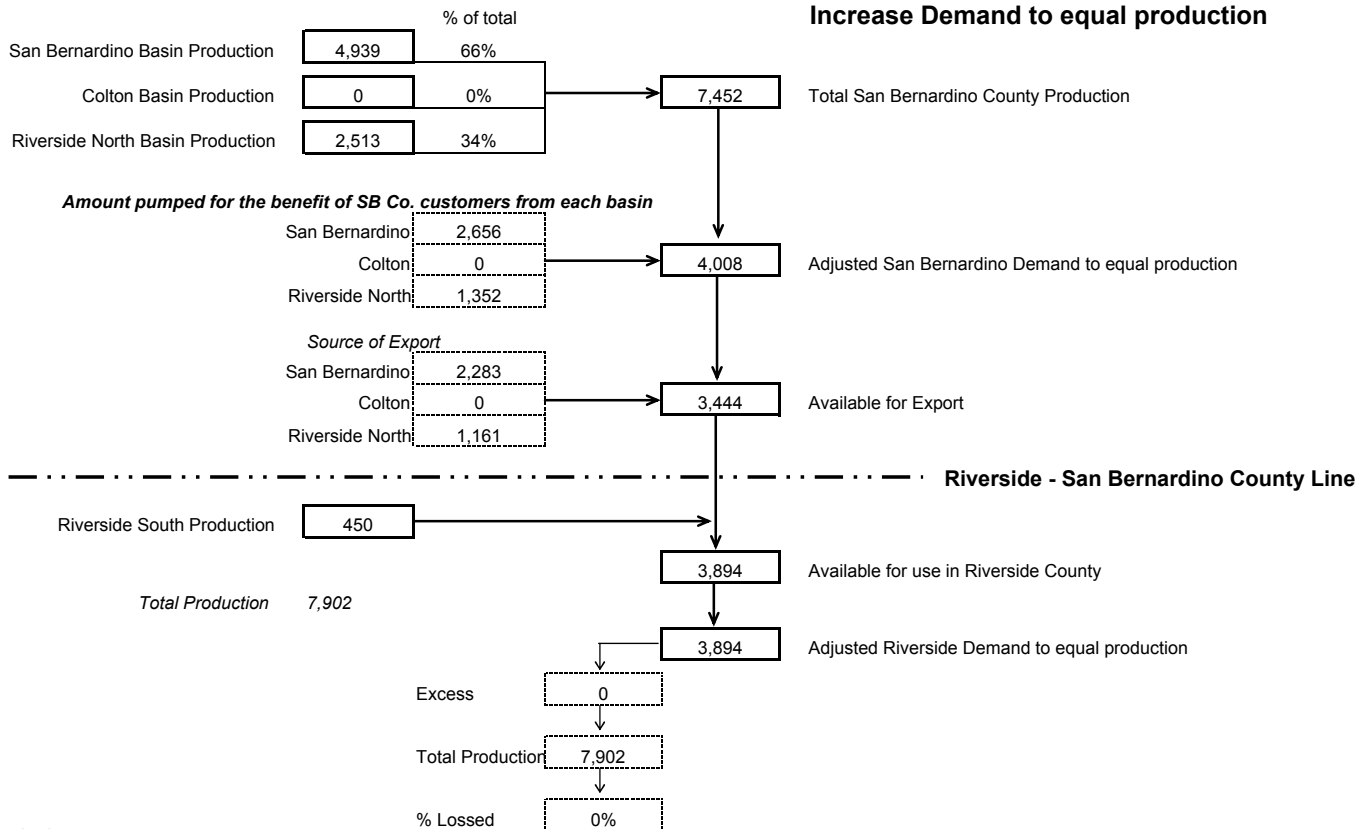 % of total
Increase Demand to equal production
San Bernardino Basin Production 4,939 66%
Colton Basin Production 0 0% 7,452 Total San Bernardino County Production
Riverside North Basin Production 2,513 34%
Amount pumped for the benefit of SB Co. customers from each basin
San Bernardino 2,656
Colton 0 4,008 Adjusted San Bernardino Demand to equal production
Riverside North 1,352
Source of Export
San Bernardino 2,283
Colton 0 3,444 Available for Export
Riverside North 1,161
Riverside - San Bernardino County Line
Riverside South Production 450
3,894 Available for use in Riverside County
Total Production 7,902
3,894 Adjusted Riverside Demand to equal production
Excess 0
Total Production 7,902
% Lossed 0%